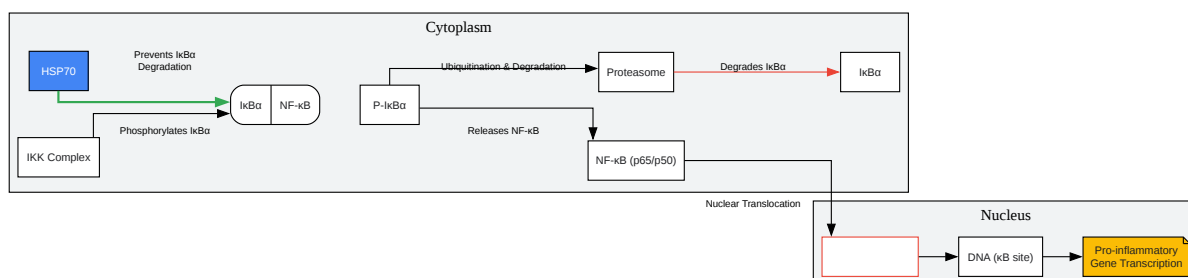 Cytoplasm
HSP70
Prevents IκBα
Degradation
IκBα
NF-κB
Phosphorylates IκBα
IKK Complex
P-IκBα
Ubiquitination & Degradation
Proteasome
Degrades IκBα
IκBα
Releases NF-κB
NF-κB (p65/p50)
Nuclear Translocation
Nucleus
DNA (κB site)
Pro-inflammatory
Gene Transcription